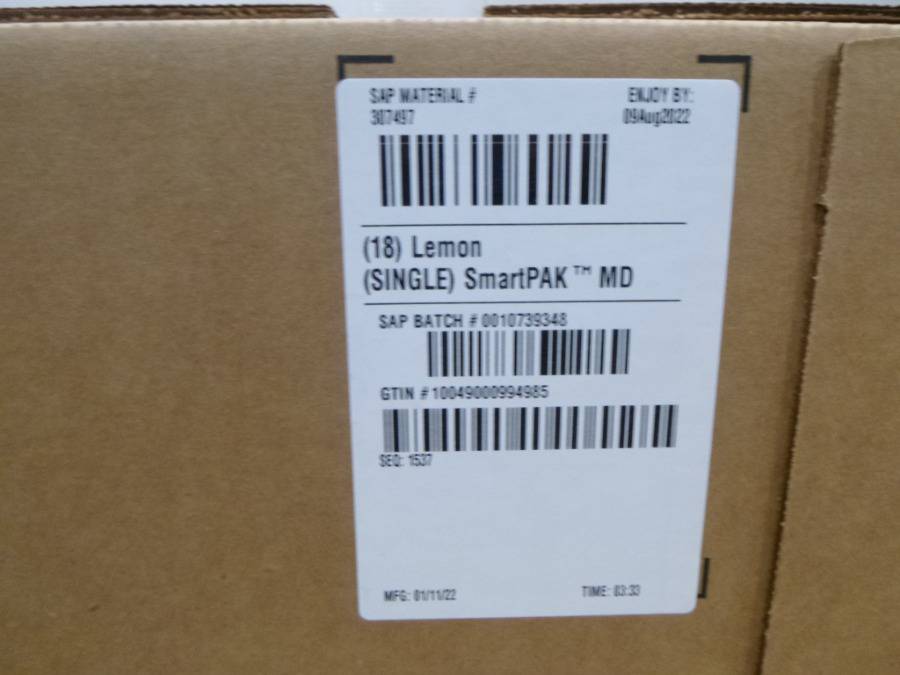 SAP MATERIAL #
307497
ENJOY BY:
09Aug2022
(18) Lemon
(SINGLE) SmartPAK™ MD
SAP BATCH # 0010739348
GTIN # 10049000994985
SEQ: 1537
MFG: 01/11/22
TIME: 03:33